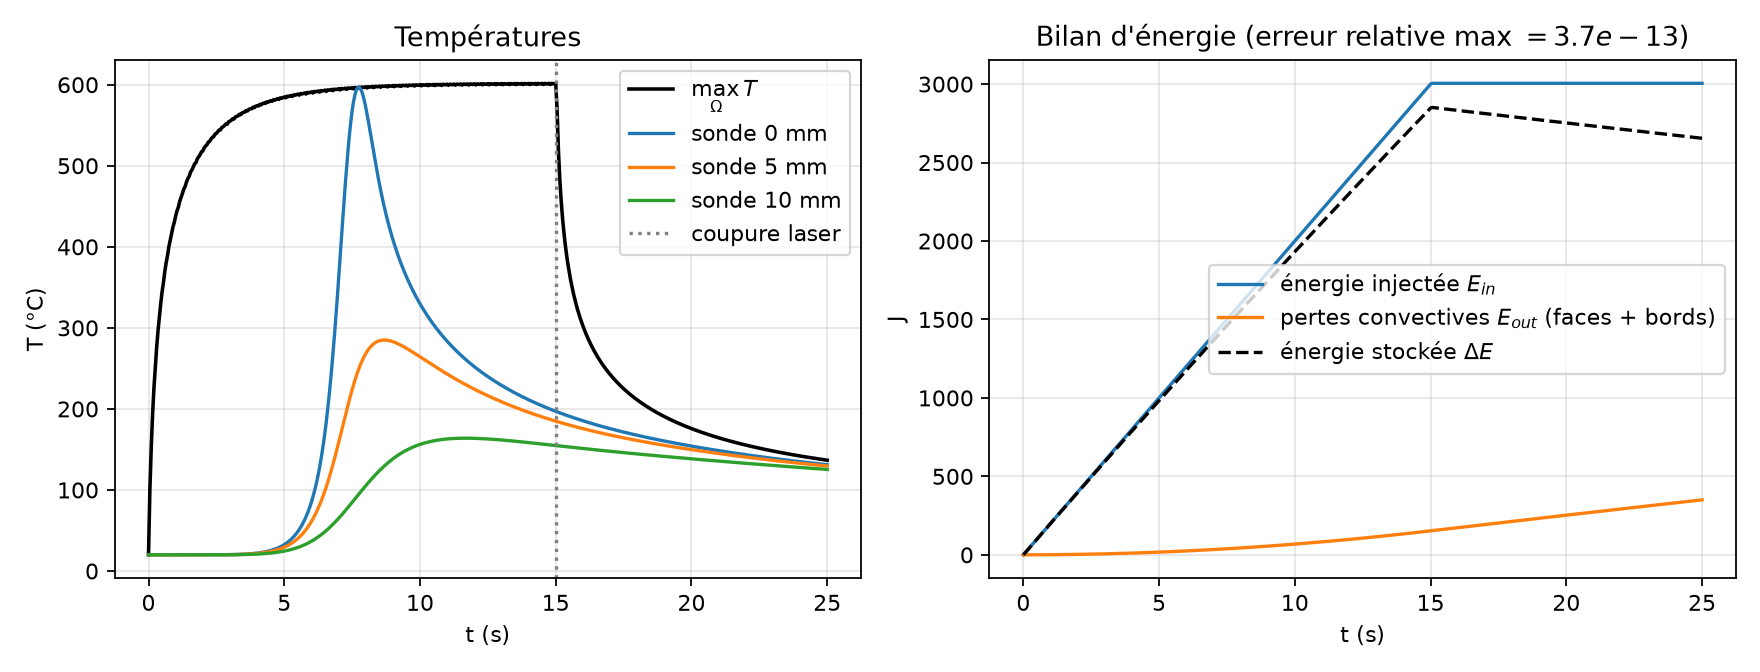 Températures
600
500
400
300
200
100
0
T (°C)
0
5
10
15
20
25
t (s)
max T
Ω
sonde 0 mm
sonde 5 mm
sonde 10 mm
coupure laser
Bilan d'énergie (erreur relative max = 3.7e − 13)
3000
2500
2000
1500
1000
500
0
J
0
5
10
15
20
25
t (s)
énergie injectée E_in
pertes convectives E_out (faces + bords)
énergie stockée ΔE